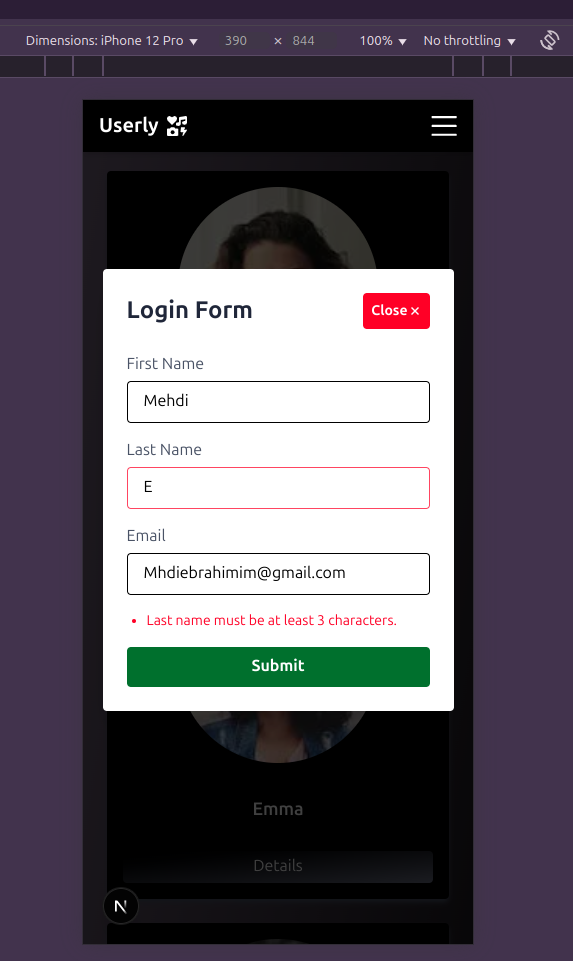 Dimensions: iPhone 12 Pro ▼ 390 × 844 100% ▼ No throttling ▼
Userly
Login Form Close ×
First Name
Mehdi
Last Name
E
Email
Mhdiebrahimim@gmail.com
• Last name must be at least 3 characters.
Submit
Emma
Details
N